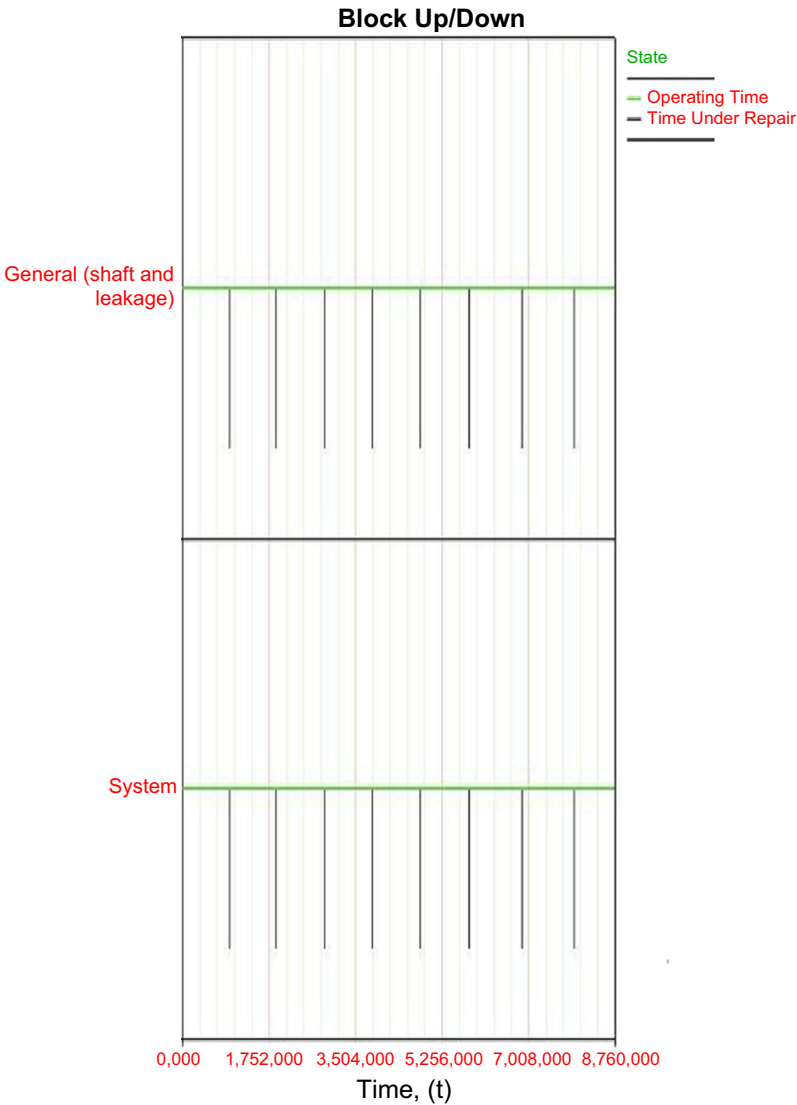 Block Up/Down
State
Operating Time
Time Under Repair
General (shaft and
leakage)
System
0,000 1,752,000 3,504,000 5,256,000 7,008,000 8,760,000
Time, (t)